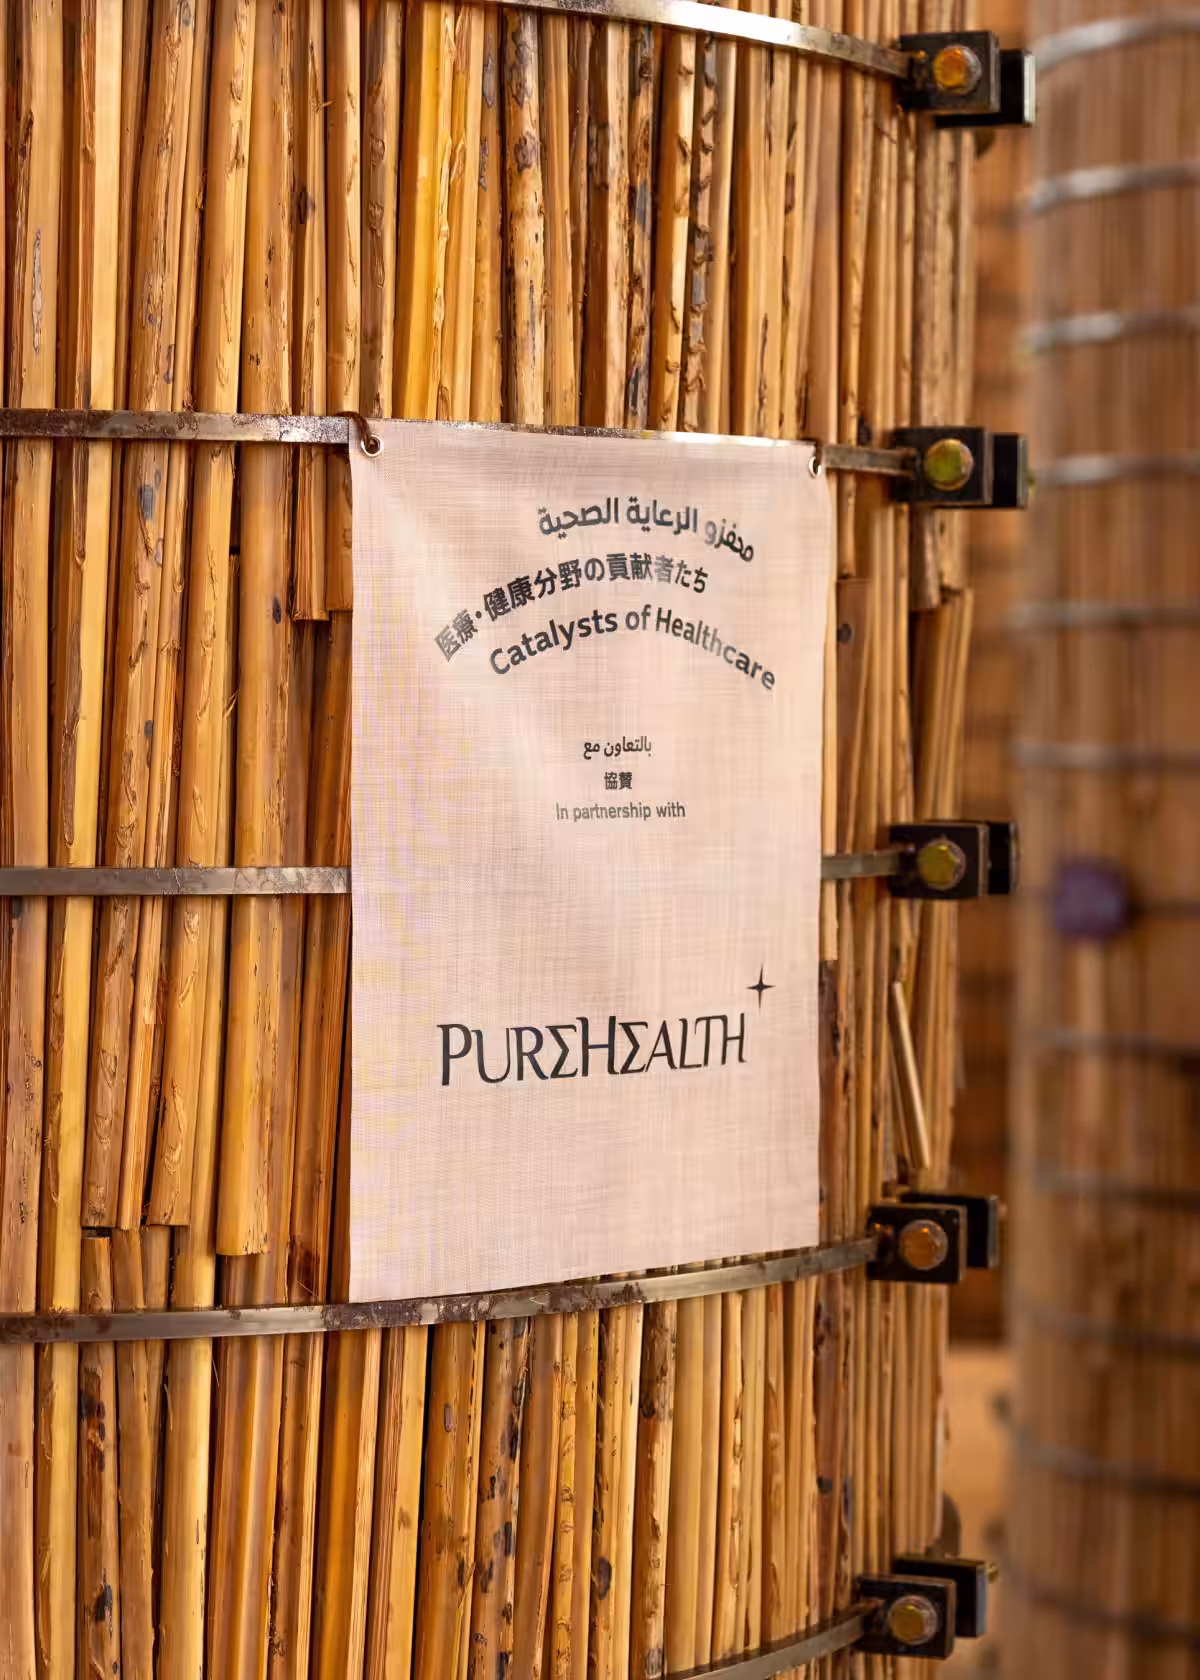 محفزو الرعاية الصحية
医療・健康分野の貢献者たち
Catalysts of Healthcare
بالتعاون مع
協賛
In partnership with
PUREHEALTH